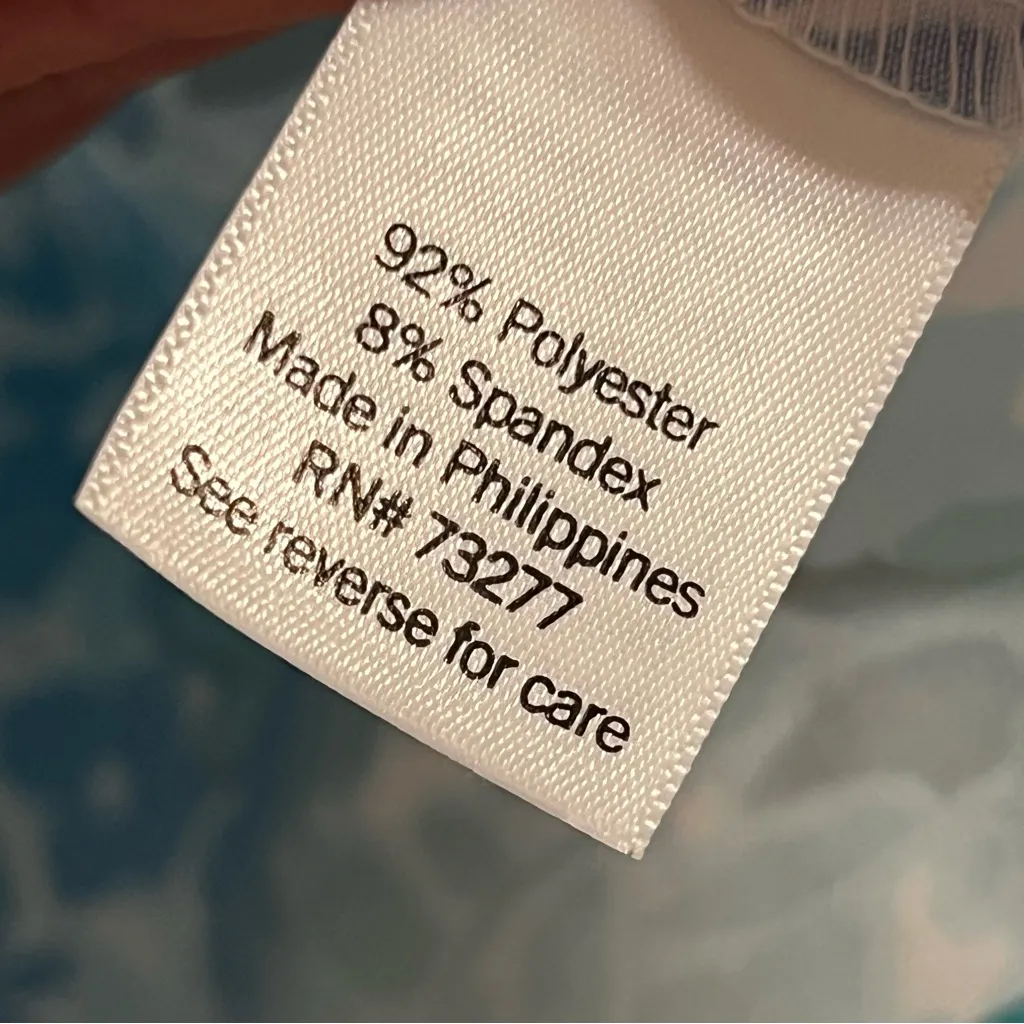 92% Polyester
8% Spandex
Made in Philippines
RN# 73277
See reverse for care